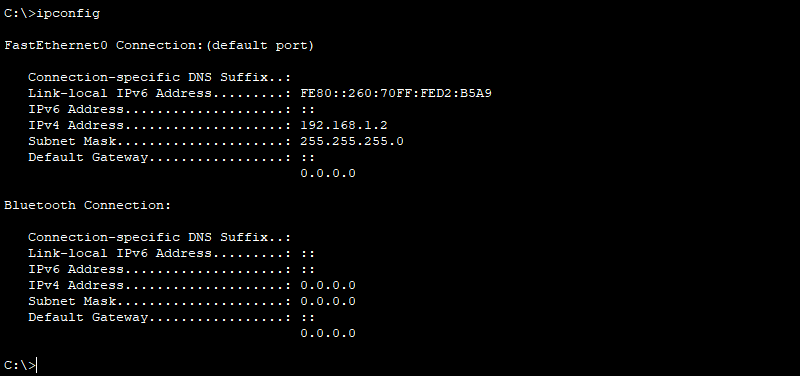 C:\>ipconfig
FastEthernet0 Connection:(default port)
Connection-specific DNS Suffix..:
Link-local IPv6 Address.........: FE80::260:70FF:FED2:B5A9
IPv6 Address....................: ::
IPv4 Address....................: 192.168.1.2
Subnet Mask.....................: 255.255.255.0
Default Gateway.................: ::
0.0.0.0
Bluetooth Connection:
Connection-specific DNS Suffix..:
Link-local IPv6 Address.........: ::
IPv6 Address....................: ::
IPv4 Address....................: 0.0.0.0
Subnet Mask.....................: 0.0.0.0
Default Gateway.................: ::
0.0.0.0
C:\>